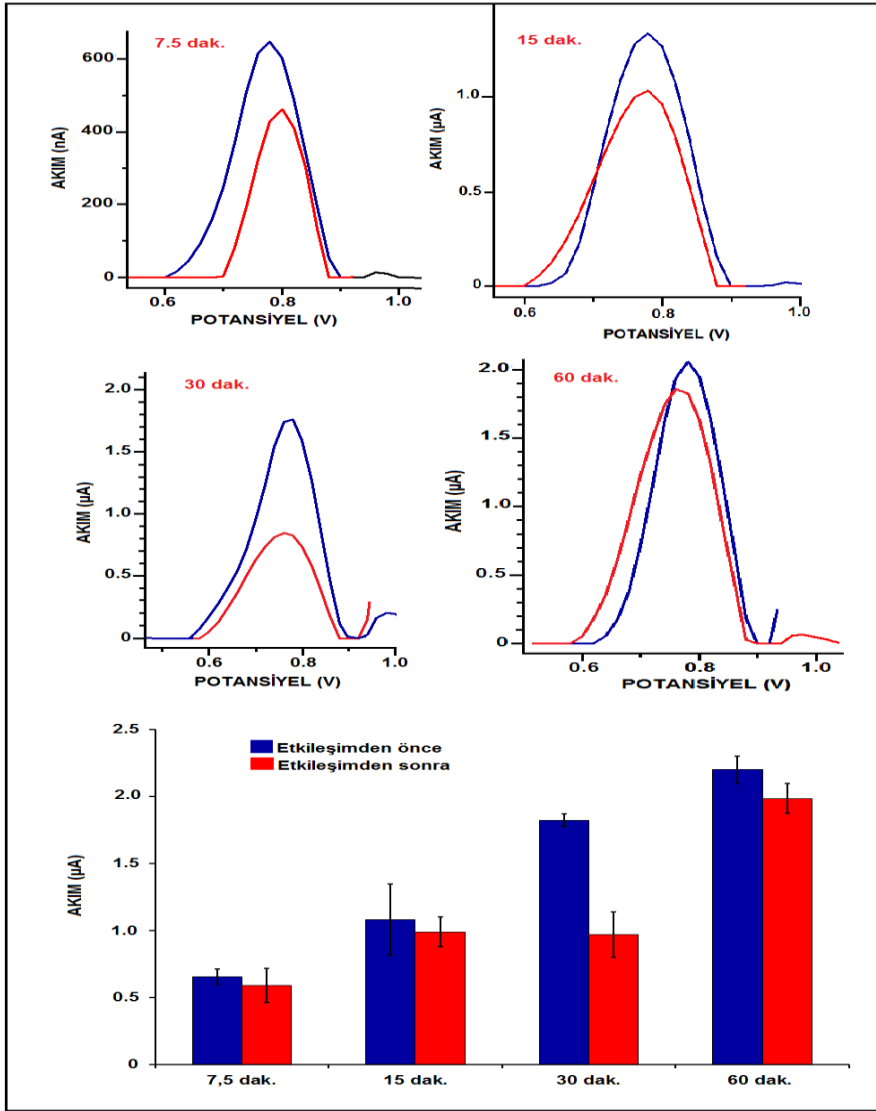 7.5 dak.
AKIM (nA)
600
400
200
0
0.6
0.8
1.0
POTANSİYEL (V)
15 dak.
AKIM (µA)
1.0
0.5
0
0.6
0.8
1.0
POTANSİYEL (V)
30 dak.
AKIM (µA)
2.0
1.5
1.0
0.5
0
0.6
0.8
1.0
POTANSİYEL (V)
60 dak.
AKIM (µA)
2.0
1.5
1.0
0.5
0
0.6
0.8
1.0
POTANSİYEL (V)
AKIM (µA)
2.5
2.0
1.5
1.0
0.5
0
Etkileşimden önce
Etkileşimden sonra
7,5 dak.
15 dak.
30 dak.
60 dak.